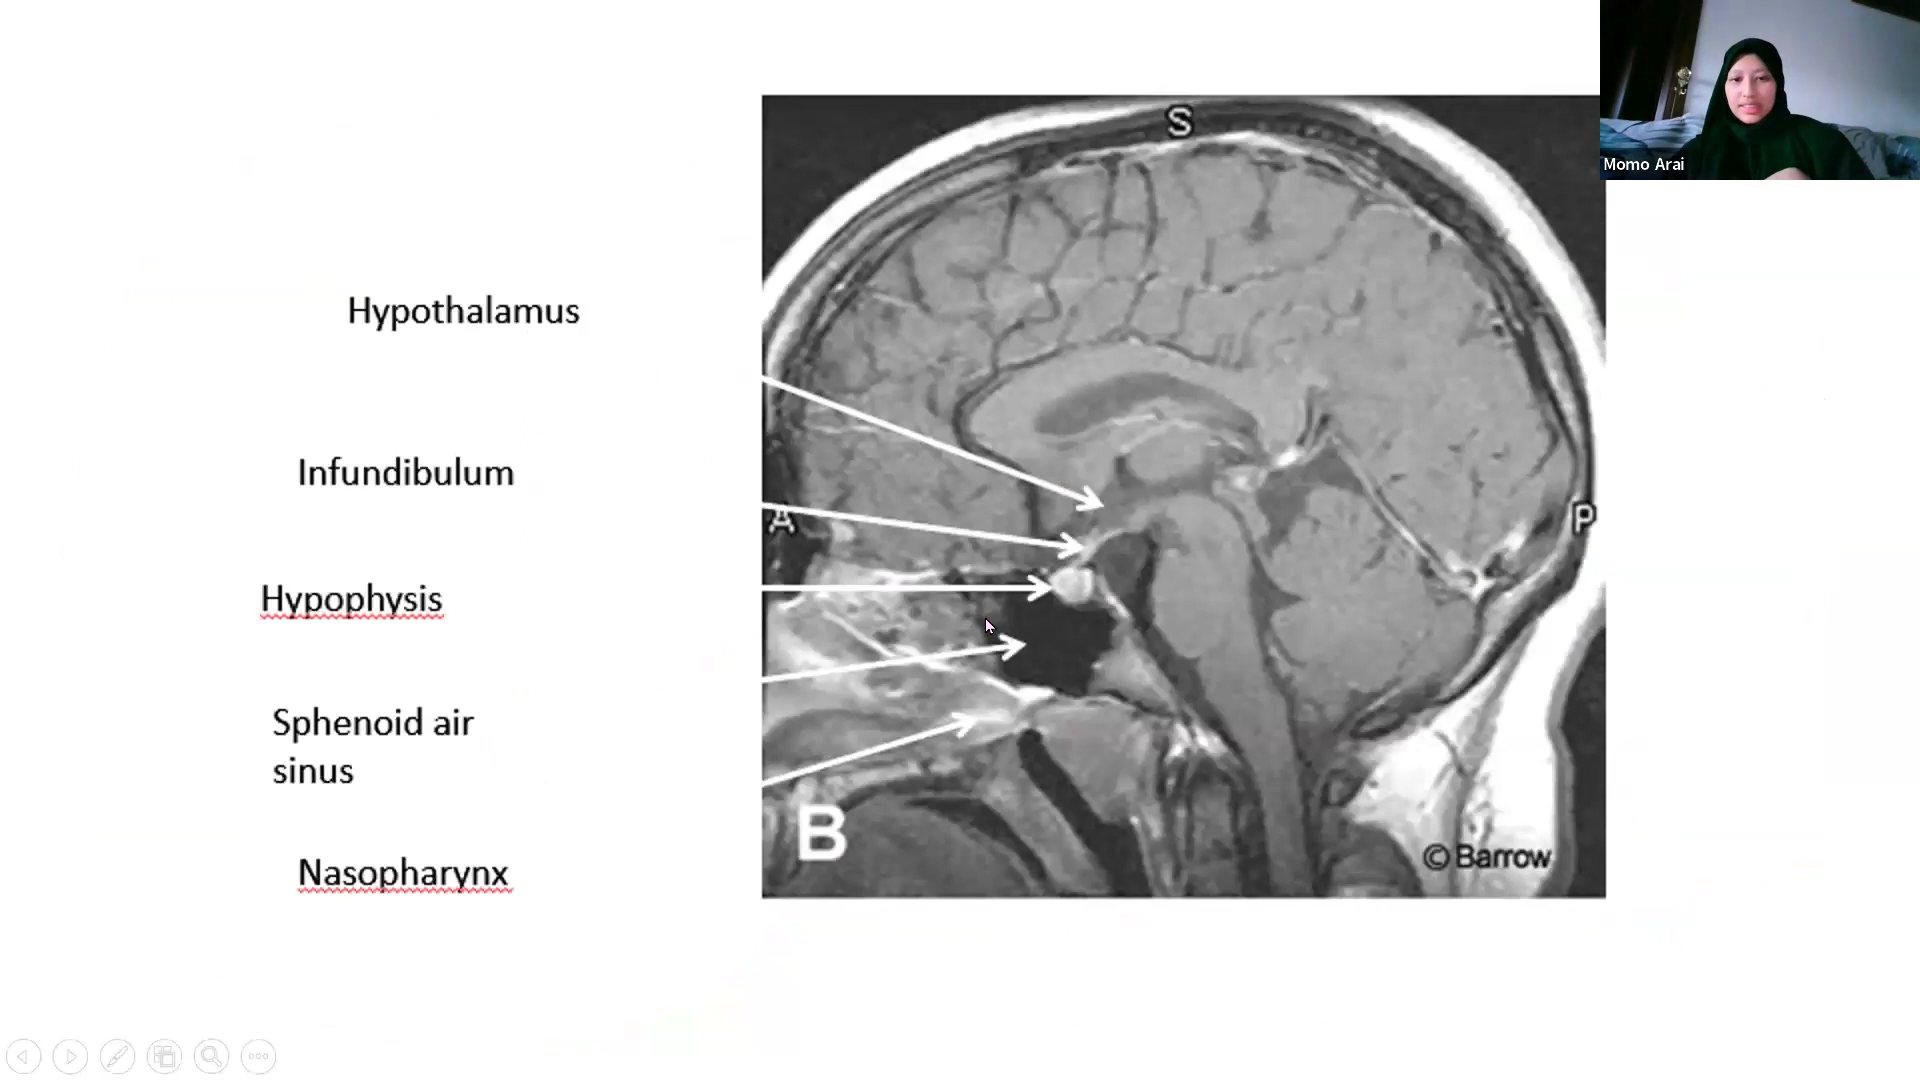 S
Momo Arai
Hypothalamus
Infundibulum
A
P
Hypophysis
Sphenoid air
sinus
B
© Barrow
Nasopharynx